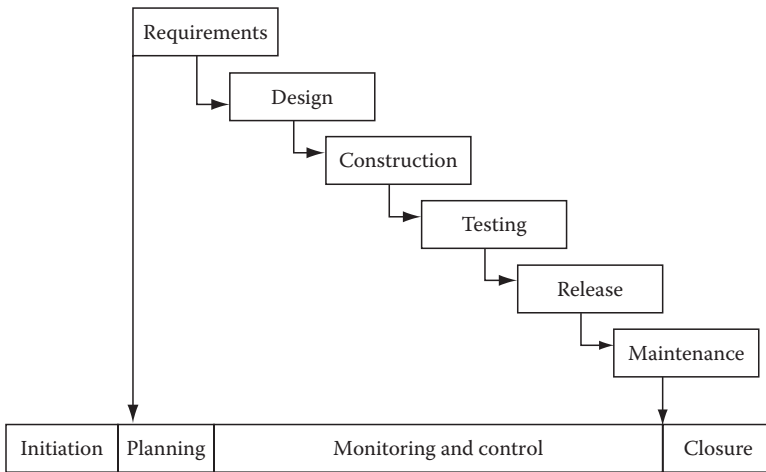 Requirements
Design
Construction
Testing
Release
Maintenance
Initiation
Planning
Monitoring and control
Closure